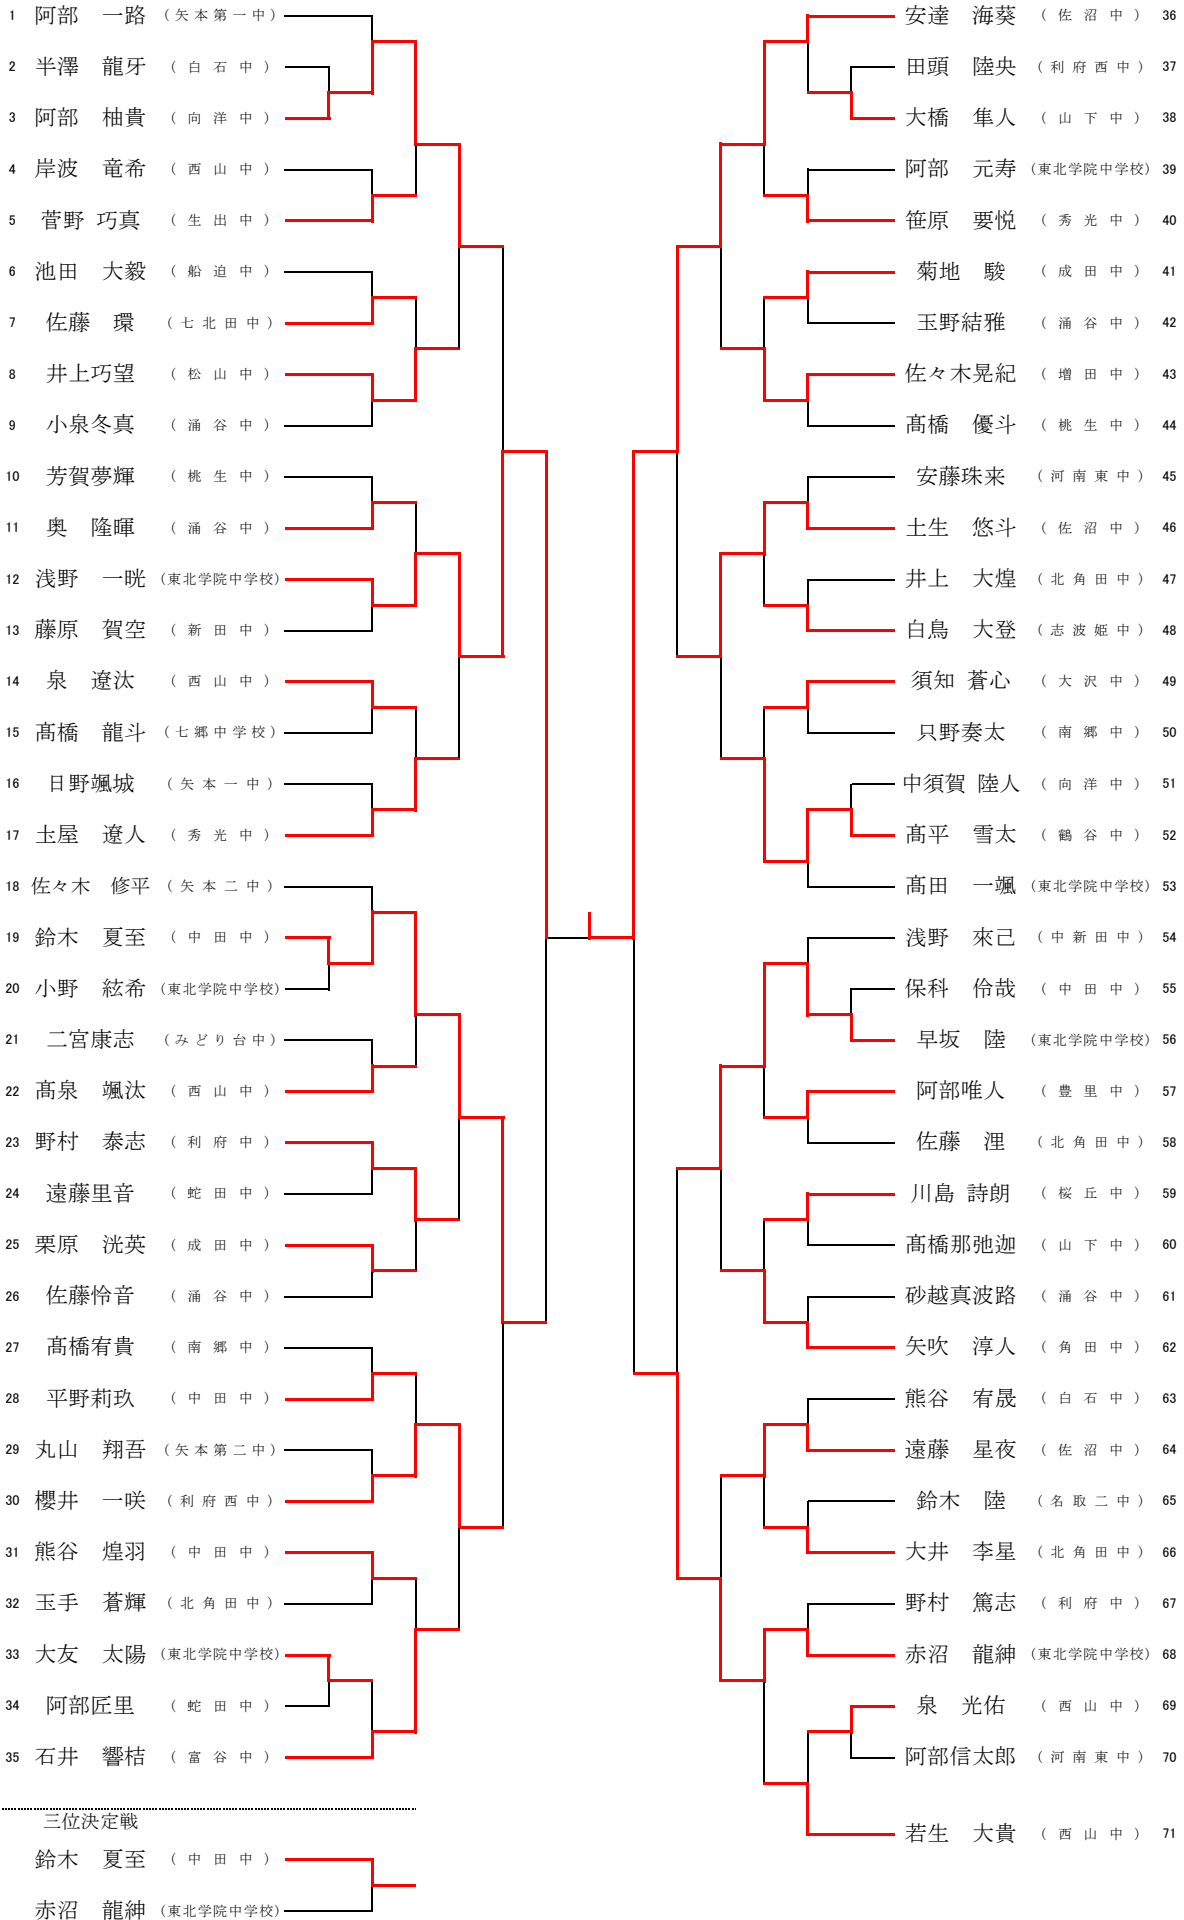 1 阿部　一路 （矢本第一中）
2 半澤　龍牙 （白石中）
3 阿部　柚貴 （向洋中）
4 岸波　竜希 （西山中）
5 菅野 巧真 （生出中）
6 池田　大毅 （船迫中）
7 佐藤　環 （七北田中）
8 井上巧望 （松山中）
9 小泉冬真 （涌谷中）
10 芳賀夢輝 （桃生中）
11 奥　隆暉 （涌谷中）
12 浅野　一晄 （東北学院中学校）
13 藤原　賀空 （新田中）
14 泉　遼汰 （西山中）
15 髙橋　龍斗 （七郷中学校）
16 日野颯城 （矢本一中）
17 圡屋　遼人 （秀光中）
18 佐々木　修平 （矢本二中）
19 鈴木　夏至 （中田中）
20 小野　絃希 （東北学院中学校）
21 二宮康志 （みどり台中）
22 髙泉　颯汰 （西山中）
23 野村　泰志 （利府中）
24 遠藤里音 （蛇田中）
25 栗原　洸英 （成田中）
26 佐藤怜音 （涌谷中）
27 髙橋宥貴 （南郷中）
28 平野莉玖 （中田中）
29 丸山　翔吾 （矢本第二中）
30 櫻井　一咲 （利府西中）
31 熊谷　煌羽 （中田中）
32 玉手　蒼輝 （北角田中）
33 大友　太陽 （東北学院中学校）
34 阿部匠里 （蛇田中）
35 石井　響桔 （富谷中）
三位決定戦
鈴木　夏至 （中田中）
赤沼　龍紳 （東北学院中学校）
安達　海葵 （佐沼中） 36
田頭　陸央 （利府西中） 37
大橋　隼人 （山下中） 38
阿部　元寿 （東北学院中学校） 39
笹原　要悦 （秀光中） 40
菊地　駿 （成田中） 41
玉野結雅 （涌谷中） 42
佐々木晃紀 （増田中） 43
髙橋　優斗 （桃生中） 44
安藤珠来 （河南東中） 45
土生　悠斗 （佐沼中） 46
井上　大煌 （北角田中） 47
白鳥　大登 （志波姫中） 48
須知 蒼心 （大沢中） 49
只野奏太 （南郷中） 50
中須賀 陸人 （向洋中） 51
髙平　雪太 （鶴谷中） 52
髙田　一颯 （東北学院中学校） 53
浅野　來己 （中新田中） 54
保科　伶哉 （中田中） 55
早坂　陸 （東北学院中学校） 56
阿部唯人 （豊里中） 57
佐藤　浬 （北角田中） 58
川島 詩朗 （桜丘中） 59
髙橋那弛迦 （山下中） 60
砂越真波路 （涌谷中） 61
矢吹　淳人 （角田中） 62
熊谷　宥晟 （白石中） 63
遠藤　星夜 （佐沼中） 64
鈴木　陸 （名取二中） 65
大井　李星 （北角田中） 66
野村　篤志 （利府中） 67
赤沼　龍紳 （東北学院中学校） 68
泉　光佑 （西山中） 69
阿部信太郎 （河南東中） 70
若生　大貴 （西山中） 71